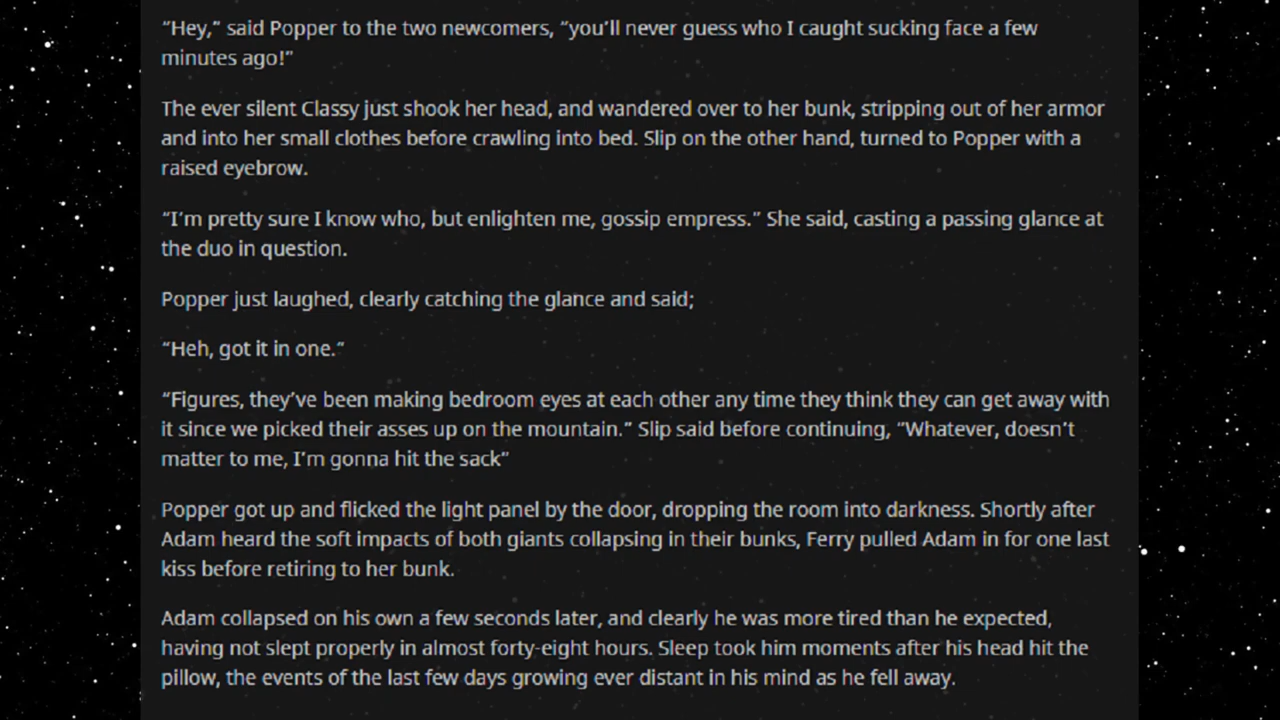 “Hey,” said Popper to the two newcomers, “you’ll never guess who I caught sucking face a few
minutes ago!”
The ever silent Classy just shook her head, and wandered over to her bunk, stripping out of her armor
and into her small clothes before crawling into bed. Slip on the other hand, turned to Popper with a
raised eyebrow.
“I’m pretty sure I know who, but enlighten me, gossip empress.” She said, casting a passing glance at
the duo in question.
Popper just laughed, clearly catching the glance and said;
“Heh, got it in one.“
“Figures, they’ve been making bedroom eyes at each other any time they think they can get away with
it since we picked their asses up on the mountain.” Slip said before continuing, “Whatever, doesn’t
matter to me, I’m gonna hit the sack”
Popper got up and flicked the light panel by the door, dropping the room into darkness. Shortly after
Adam heard the soft impacts of both giants collapsing in their bunks, Ferry pulled Adam in for one last
kiss before retiring to her bunk.
Adam collapsed on his own a few seconds later, and clearly he was more tired than he expected,
having not slept properly in almost forty-eight hours. Sleep took him moments after his head hit the
pillow, the events of the last few days growing ever distant in his mind as he fell away.